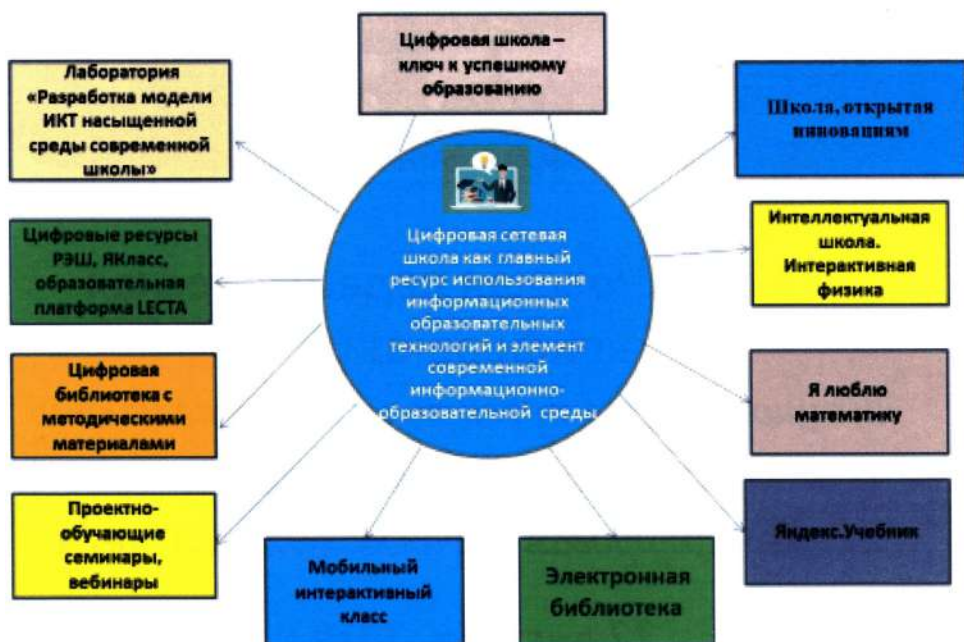 Цифровая школа –
ключ к успешному
образованию
Лаборатория
«Разработка модели
ИКТ насыщенной
среды современной
школы»
Школа, открытая
инновациям
Цифровая сетевая
школа как главный
ресурс использования
информационных
образовательных
технологий и элемент
современной
информационно-
образовательной среды
Цифровые ресурсы
РЭШ, ЯКласс,
образовательная
платформа LECTA
Интеллектуальная
школа.
Интерактивная
физика
Цифровая
библиотека с
методическими
материалами
Я люблю
математику
Проектно-
обучающие
семинары,
вебинары
Яндекс.Учебник
Мобильный
интерактивный
класс
Электронная
библиотека